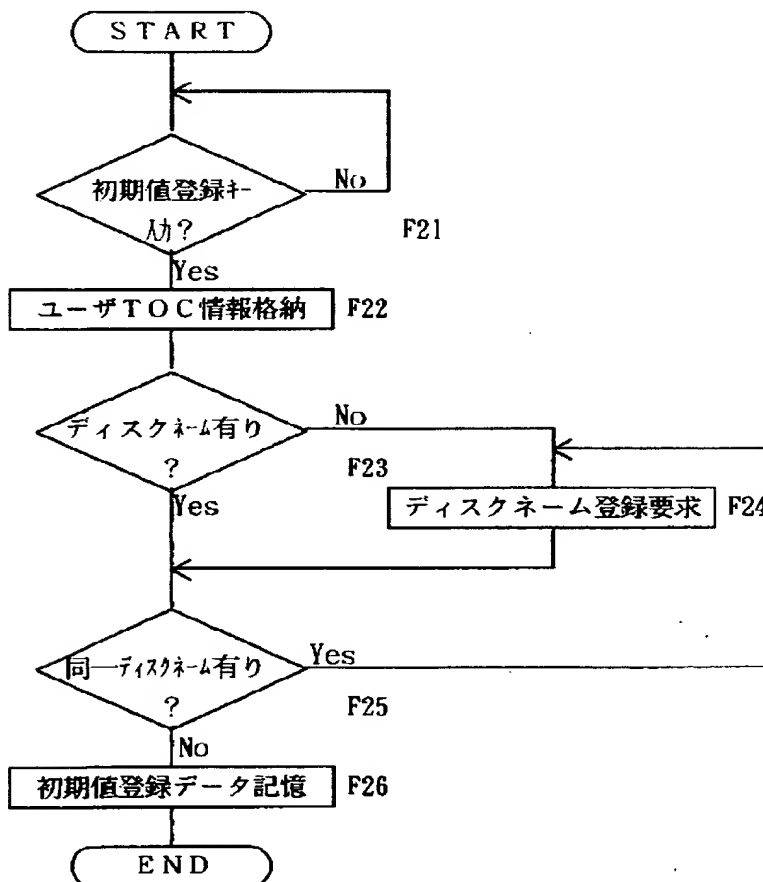 START
初期値登録ｷｰ
No
入力？
F21
Yes
ユーザTOC情報格納
F22
No
ディスクﾈｰﾑ有り
？
F23
Yes
ディスクネーム登録要求
F24
同一ﾃﾞｨｽｸﾈｰﾑ有り
Yes
？
F25
No
初期値登録データ記憶
F26
END